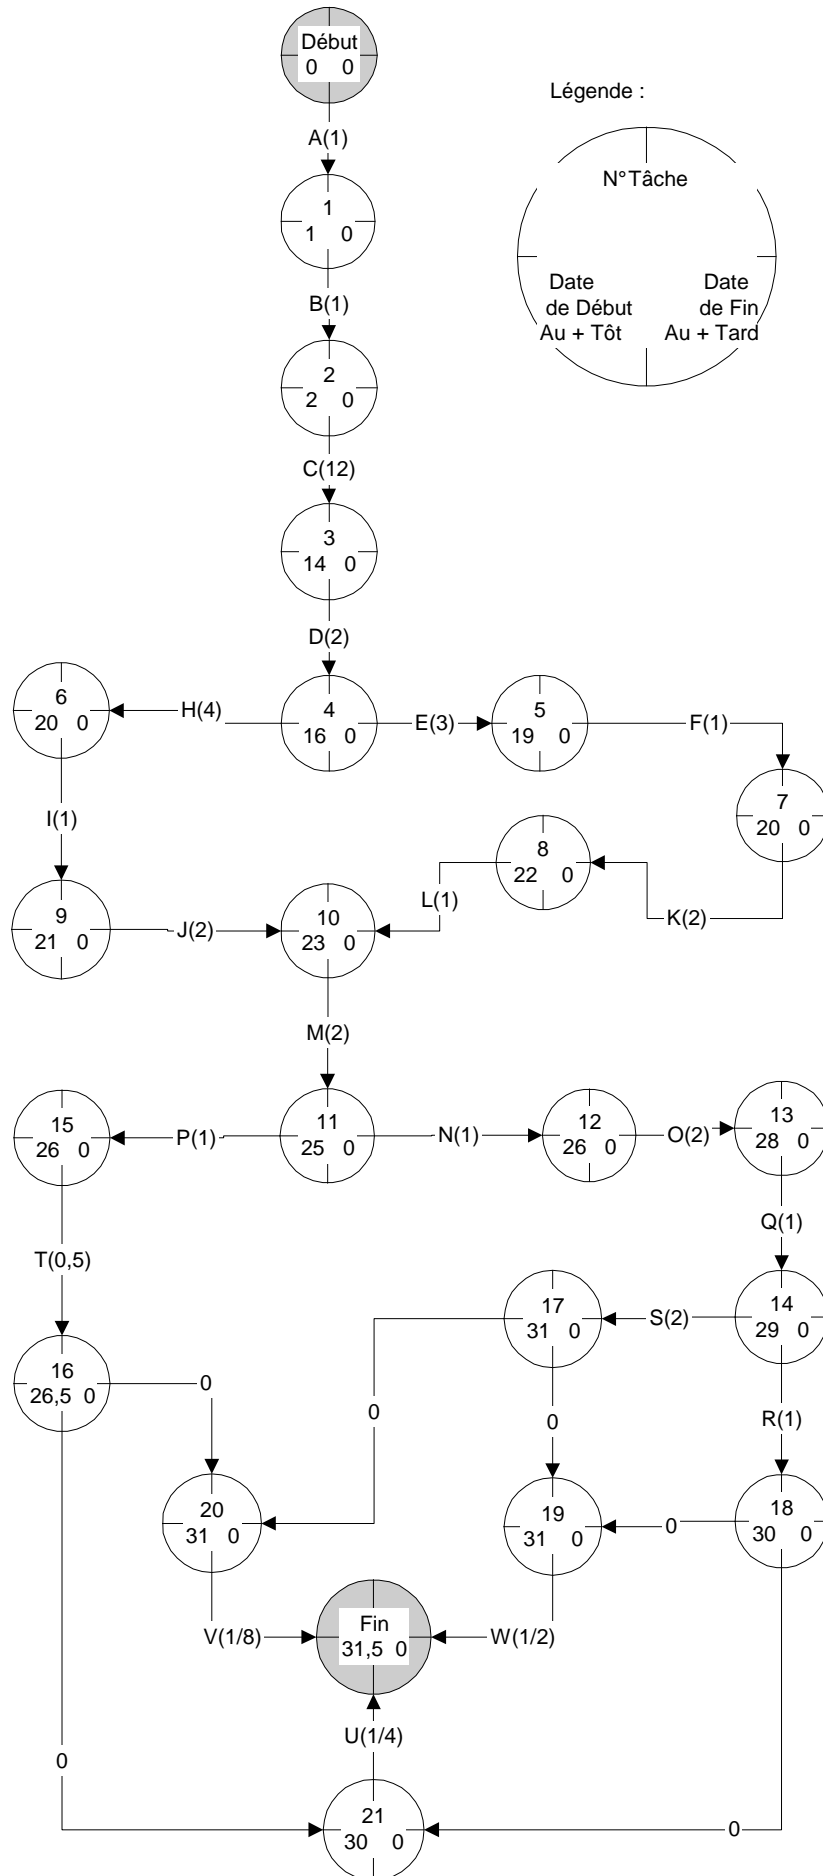 Début
0 0
Légende :
A(1)
N°Tâche
1
1 0
Date
de Début
Au + Tôt
Date
de Fin
Au + Tard
B(1)
2
2 0
C(12)
3
14 0
D(2)
6
20 0
H(4)
4
16 0
E(3)
5
19 0
F(1)
7
20 0
I(1)
8
22 0
L(1)
K(2)
9
21 0
J(2)
10
23 0
M(2)
15
26 0
P(1)
11
25 0
N(1)
12
26 0
O(2)
13
28 0
Q(1)
T(0,5)
17
31 0
S(2)
14
29 0
16
26,5 0
0
0
0
R(1)
20
31 0
19
31 0
0
18
30 0
V(1/8)
Fin
31,5 0
W(1/2)
U(1/4)
0
21
30 0
0